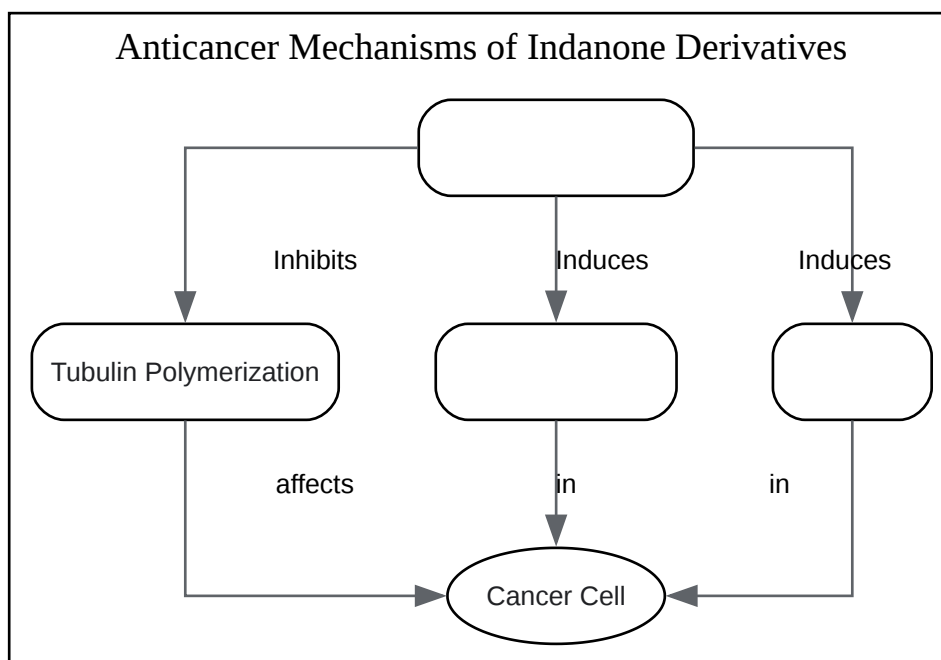 Anticancer Mechanisms of Indanone Derivatives
Inhibits
Induces
Induces
Tubulin Polymerization
affects
in
in
Cancer Cell